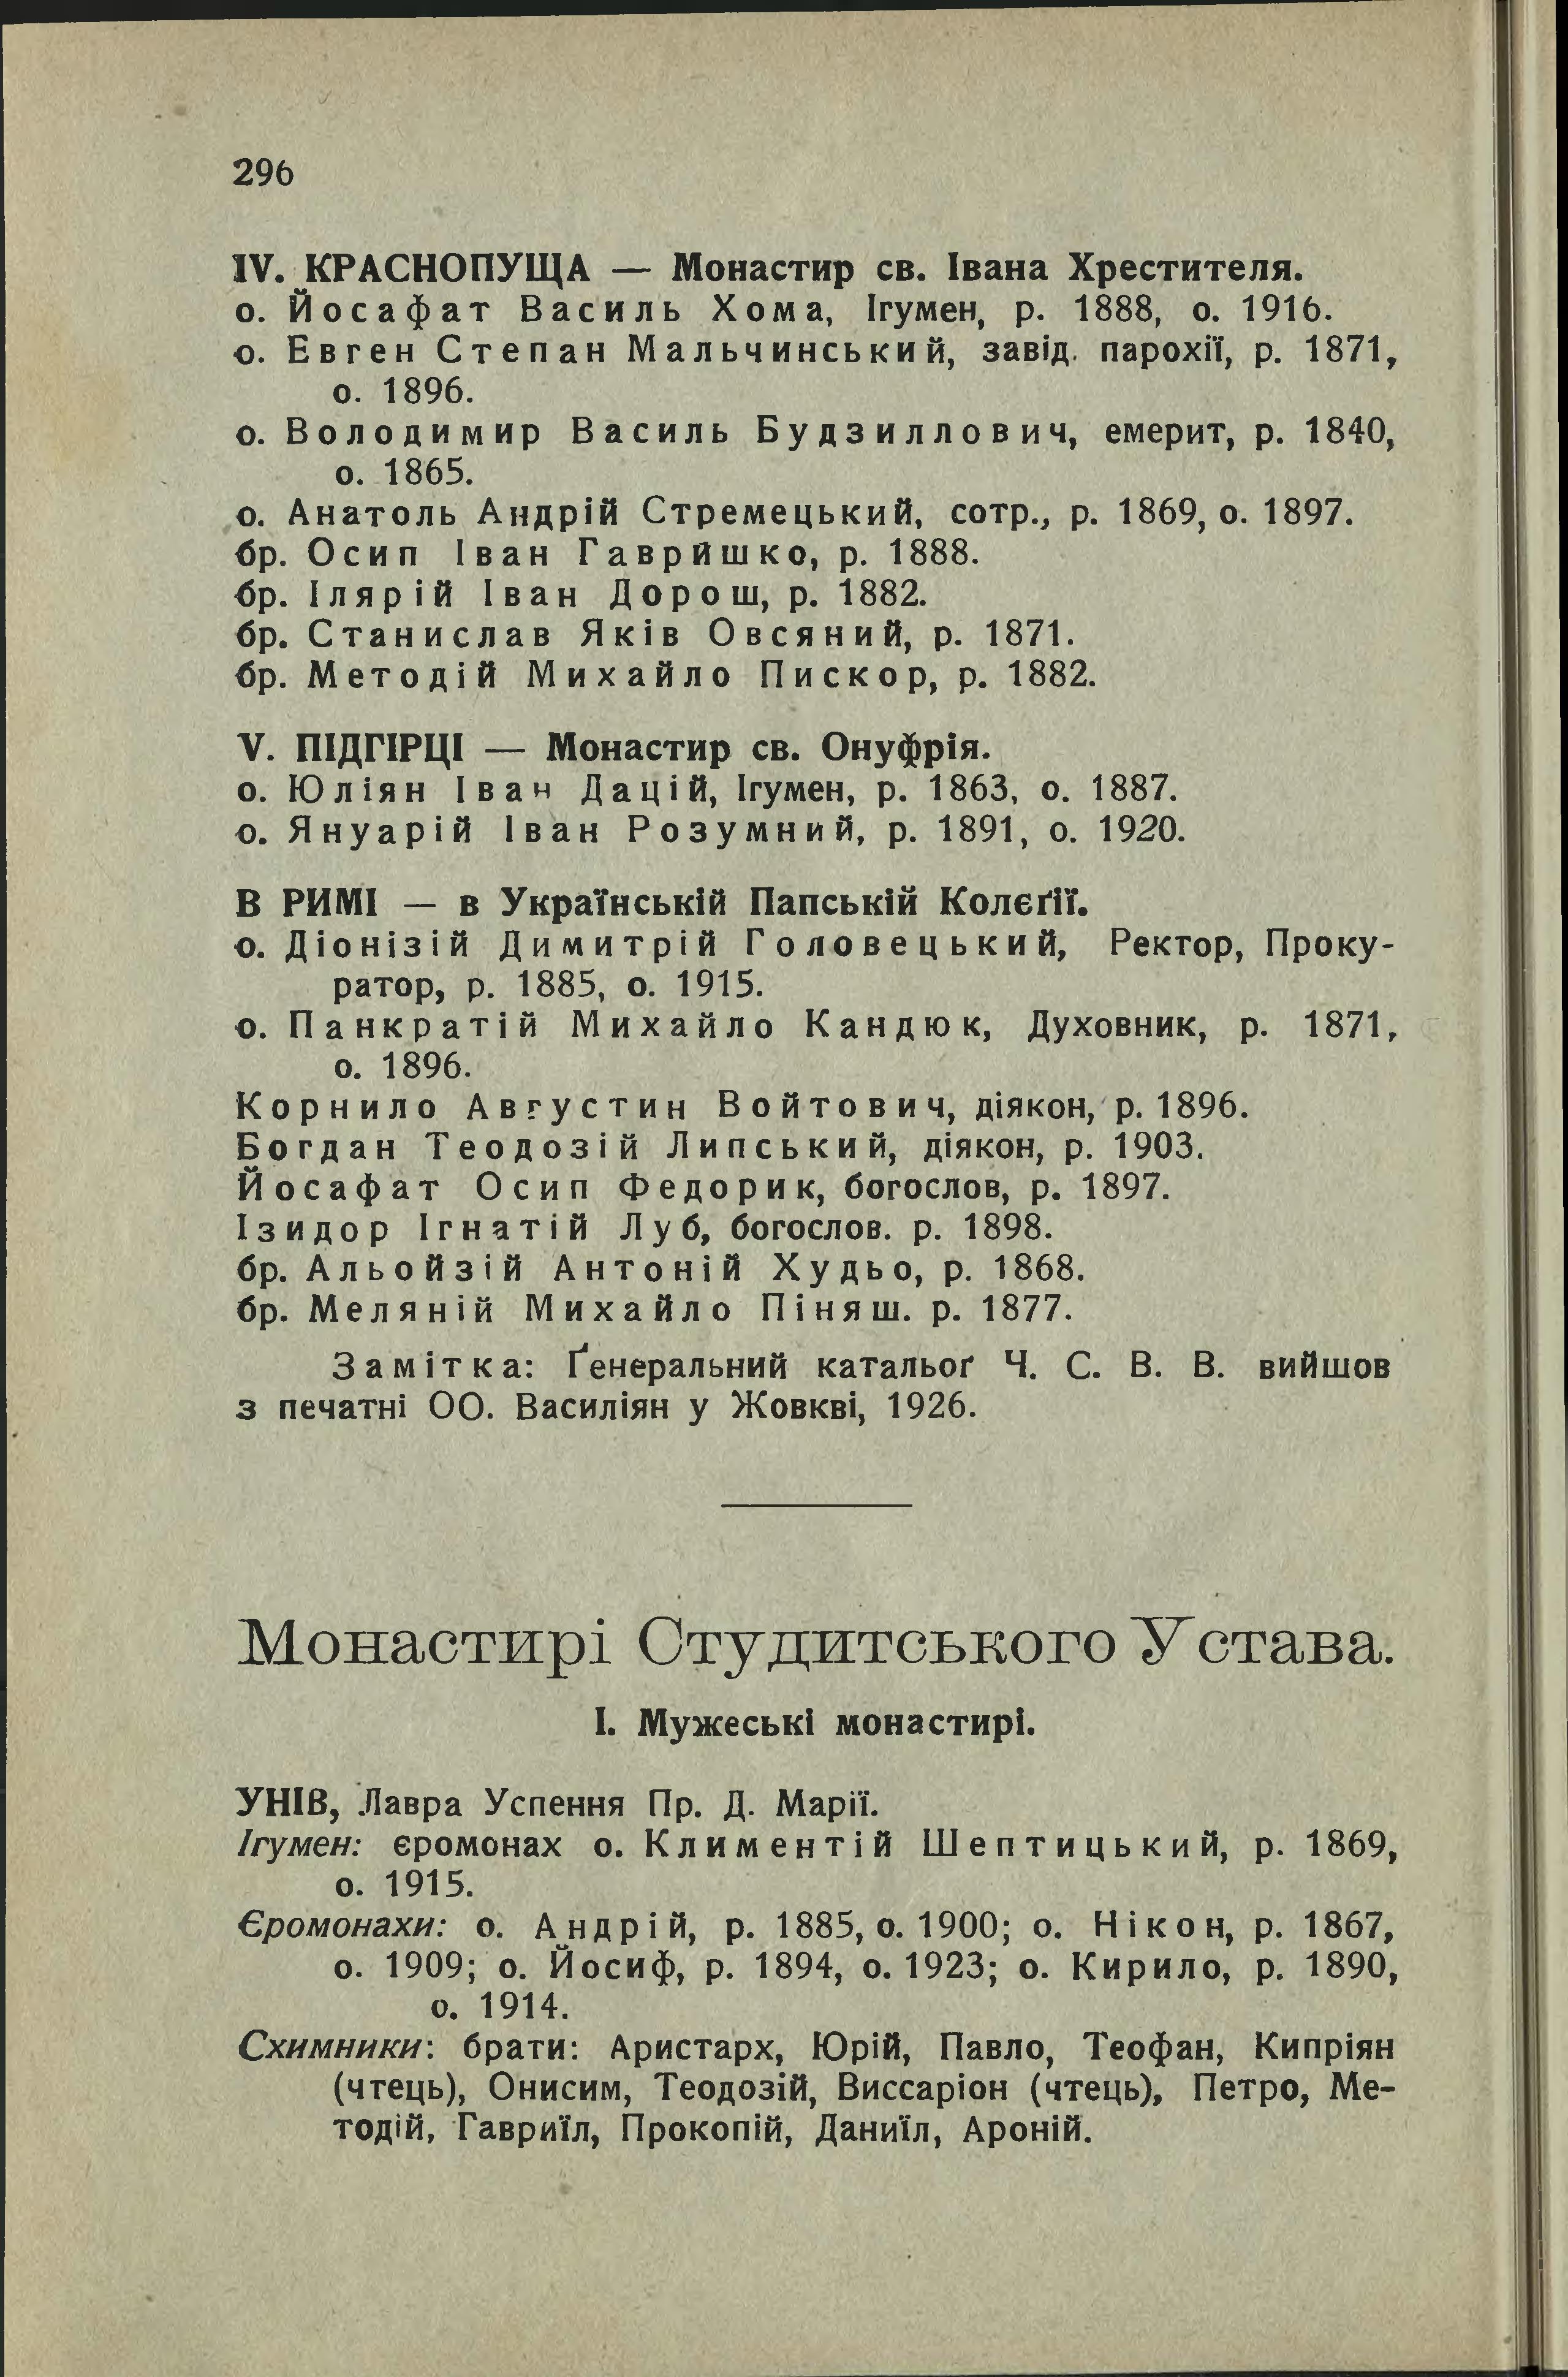 296
IV. КРАСНОПУЩА — Монастир св. Івана Хрестителя.
о. Йосафат Василь Хома, Ігумен, р. 1888, о. 1916.
о. Евген Степан Мальчинський, завід. парохії, р. 1871,
о. 1896.
о. Володимир Василь Будзиллович, емерит, р. 1840,
о. 1865.
о. Анатоль Андрій Стремецький, сотр., р. 1869, о. 1897.
бр. Осип Іван Гаврйшко, р. 1888.
бр. Ілярій Іван Дорош, р. 1882.
бр. Станислав Яків Овсяний, р. 1871.
бр. Методій Михайло Пискор, р. 1882.
V. ПІДГІРЦІ — Монастир св. Онуфрія.
о. Юліян Іван Дацій, Ігумен, р. 1863, о. 1887.
о. Януарій Іван Розумний, р. 1891, о. 1920.
В РИМІ — в Українській Папській Колєґії.
о. Діонізій Димитрій Головецький, Ректор, Проку-
ратор, р. 1885, о. 1915.
о. Панкратій Михайло Кандюк, Духовник, р. 1871,
о. 1896.
Корнило Августин Войтович, діякон, р. 1896.
Богдан Теодозій Липський, діякон, р. 1903.
Йосафат Осип Федорик, богослов, р. 1897.
Ізидор Ігнатій Луб, богослов. р. 1898.
бр. Альойзій Антоній Худьо, р. 1868.
бр. Меляній Михайло Піняш. р. 1877.
Замітка: Ґенеральний катальоґ Ч. С. В. В. вийшов
з печатні ОО. Василіян у Жовкві, 1926.
Монастирі Студитського Устава.
І. Мужеські монастирі.
УНІВ, Лавра Успення Пр. Д. Марії.
Ігумен: єромонах о. Климентій Шептицький, р. 1869,
о. 1915.
Єромонахи: о. Андрій, р. 1885, о. 1900; о. Нікон, р. 1867,
о. 1909; о. Йосиф, р. 1894, о. 1923; о. Кирило, р. 1890,
о. 1914.
Схимники: брати: Аристарх, Юрій, Павло, Теофан, Кипріян
(чтець), Онисим, Теодозій, Виссаріон (чтець), Петро, Ме-
тодій, Гавриїл, Прокопій, Даниїл, Ароній.